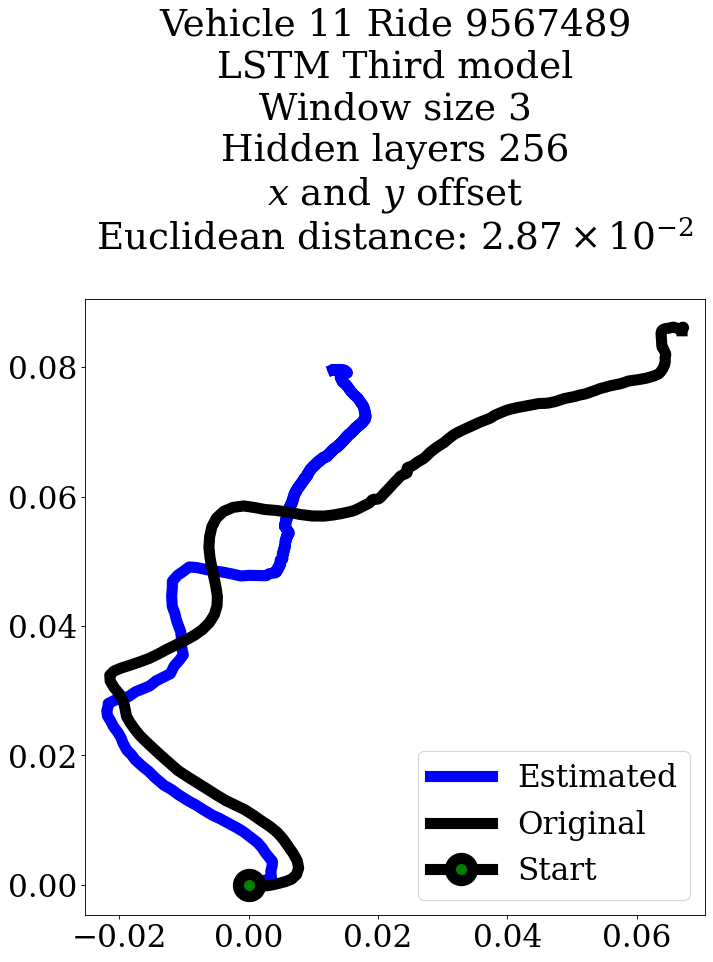 Vehicle 11 Ride 9567489
LSTM Third model
Window size 3
Hidden layers 256
x and y offset
Euclidean distance: 2.87 × 10⁻²
0.08
0.06
0.04
0.02
0.00
−0.02 0.00 0.02 0.04 0.06
Estimated
Original
Start